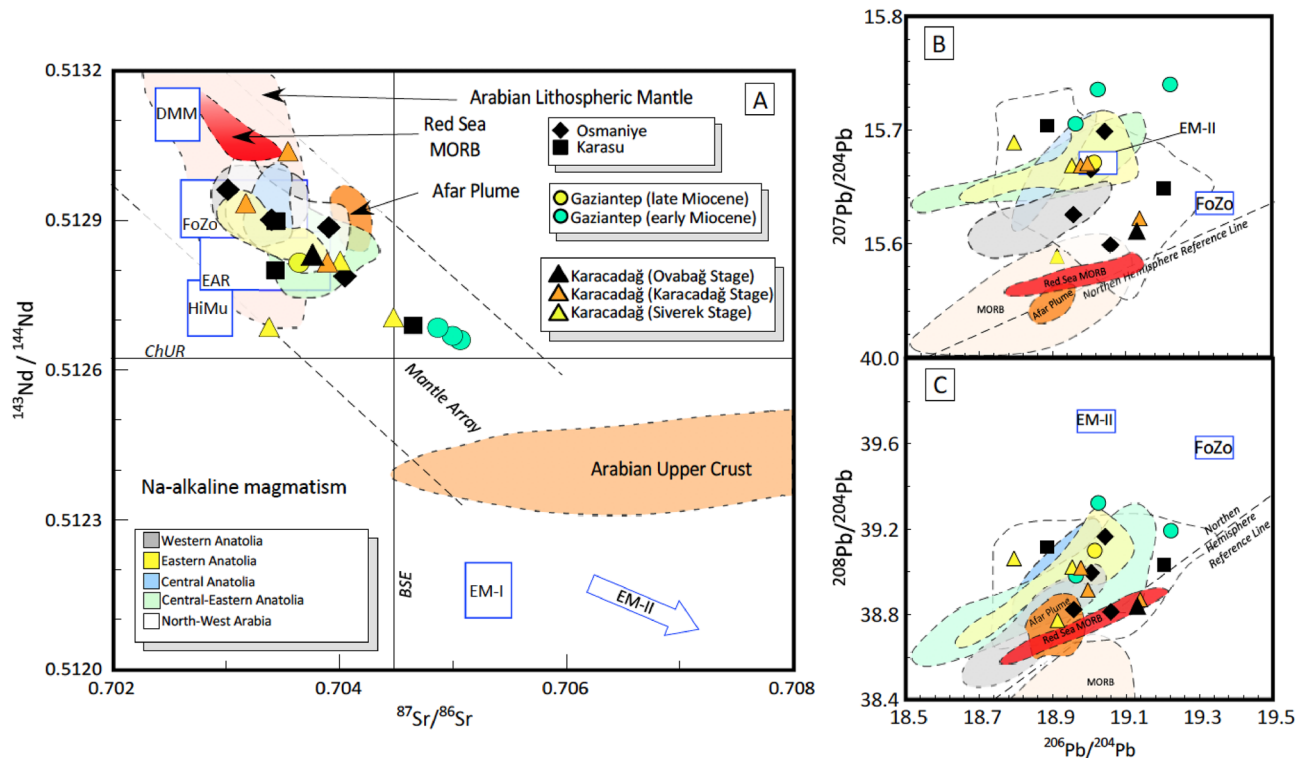 A
0.5132
0.5129
0.5126
0.5123
0.5120
143Nd / 144Nd
0.702
0.704
0.706
0.708
87Sr/86Sr
DMM
Arabian Lithospheric Mantle
Red Sea
MORB
Afar Plume
Osmaniye
Karasu
Gaziantep (late Miocene)
Gaziantep (early Miocene)
Karacadağ (Ovabağ Stage)
Karacadağ (Karacadağ Stage)
Karacadağ (Siverek Stage)
FoZo
EAR
HiMu
ChUR
Mantle Array
Arabian Upper Crust
BSE
EM-I
EM-II
Na-alkaline magmatism
Western Anatolia
Eastern Anatolia
Central Anatolia
Central-Eastern Anatolia
North-West Arabia
B
15.8
15.7
15.6
207Pb/204Pb
EM-II
FoZo
Red Sea MORB
MORB
Afar Plume
Northen Hemisphere Reference Line
C
40.0
39.6
39.2
38.8
38.4
208Pb/204Pb
EM-II
FoZo
Northen
Hemisphere
Reference Line
Afar Plume
Red Sea MORB
MORB
18.5
18.7
18.9
19.1
19.3
19.5
206Pb/204Pb